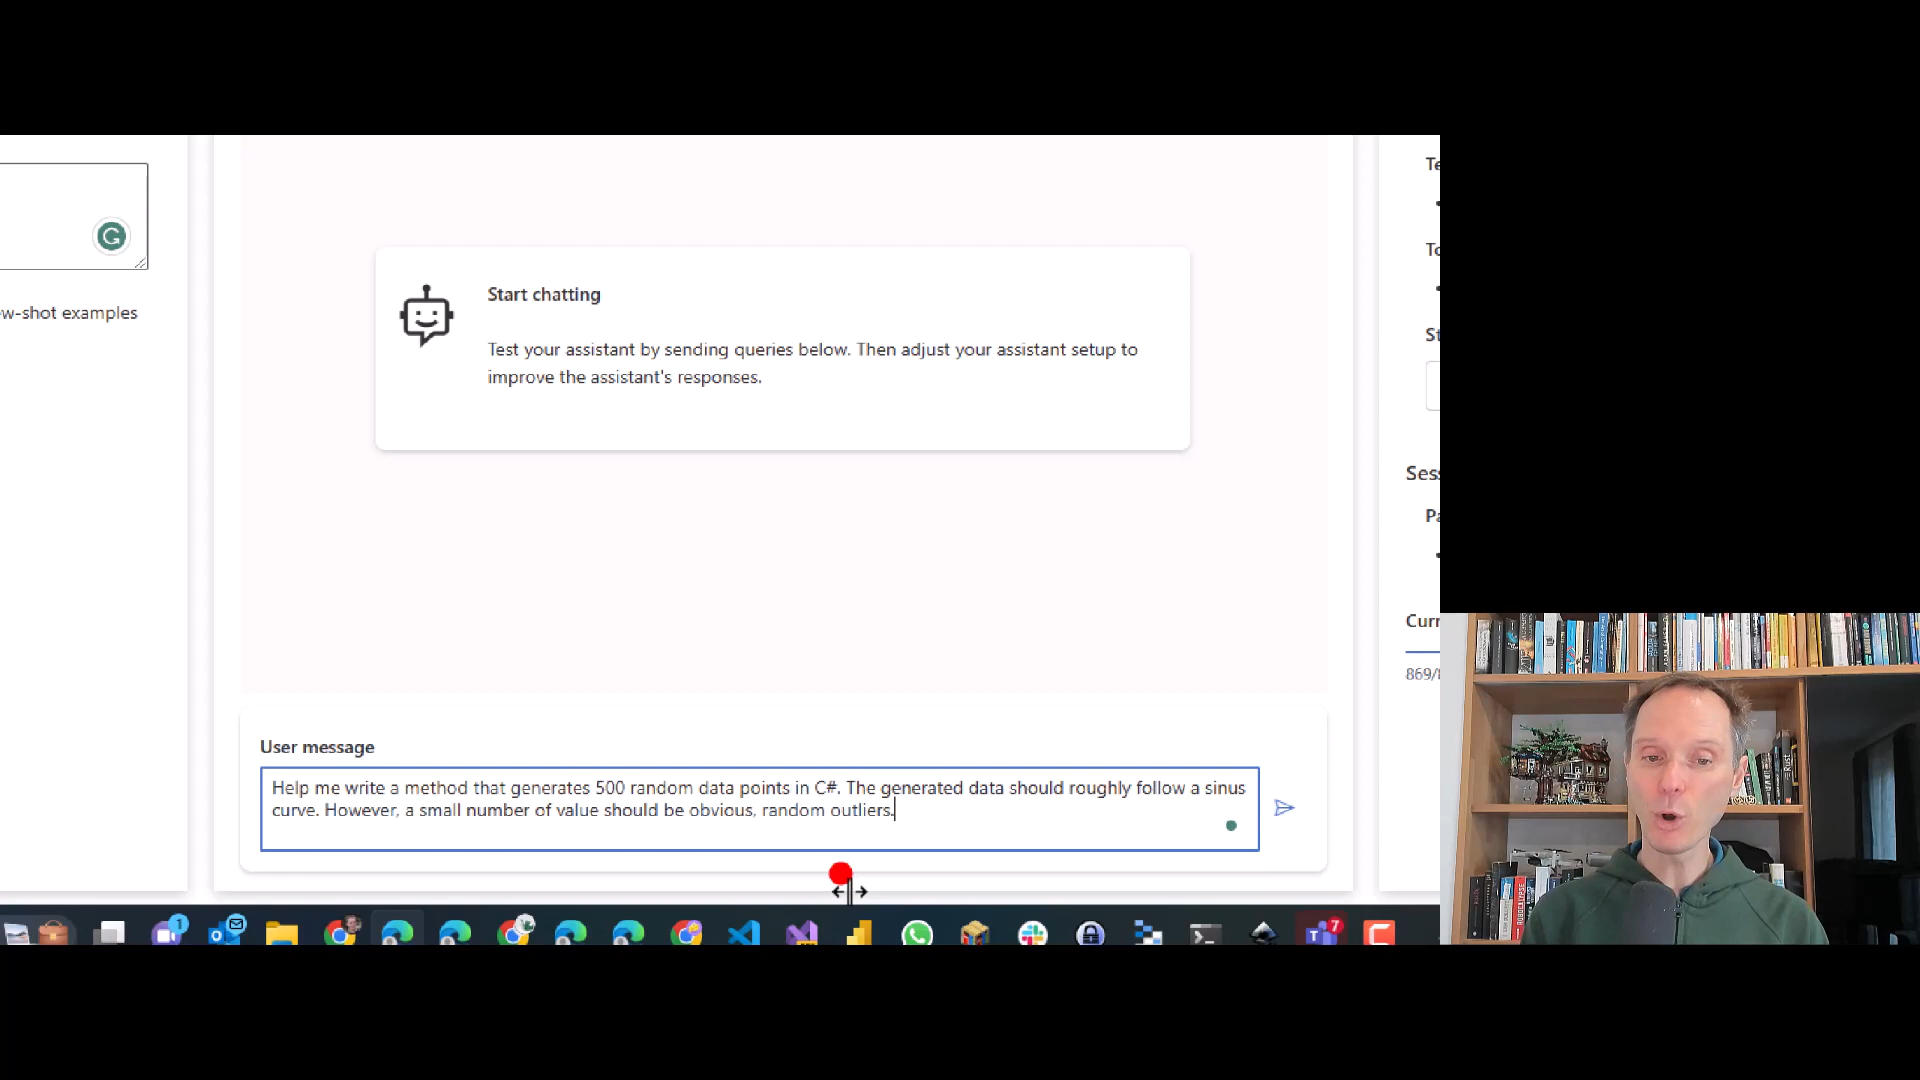 w-shot examples
Start chatting
Test your assistant by sending queries below. Then adjust your assistant setup to
improve the assistant's responses.
User message
Help me write a method that generates 500 random data points in C#. The generated data should roughly follow a sinus
curve. However, a small number of value should be obvious, random outliers.
Te
To
St
Sess
Pa
Curr
869/
1
7